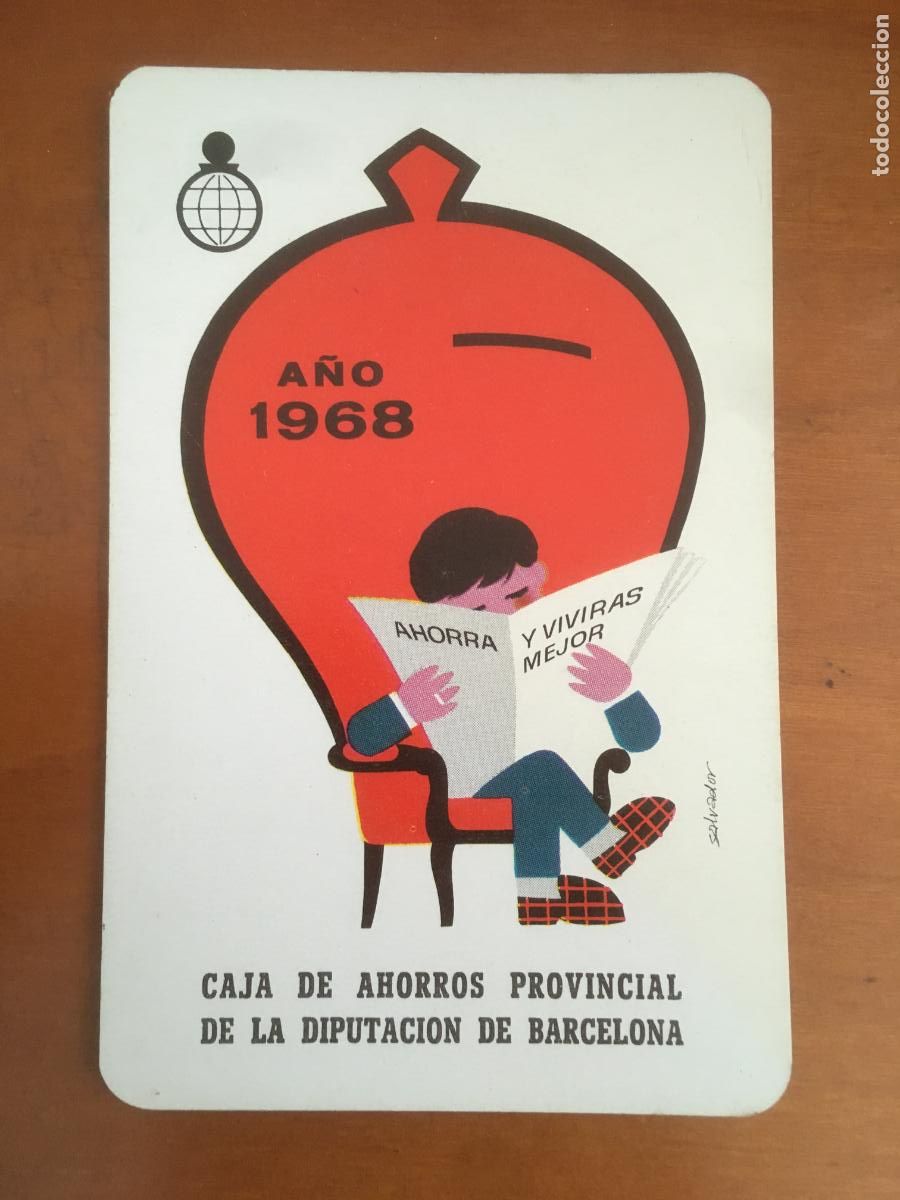 AÑO
1968
AHORRA
Y VIVIRAS
MEJOR
salvador
CAJA DE AHORROS PROVINCIAL
DE LA DIPUTACION DE BARCELONA
todocoleccion